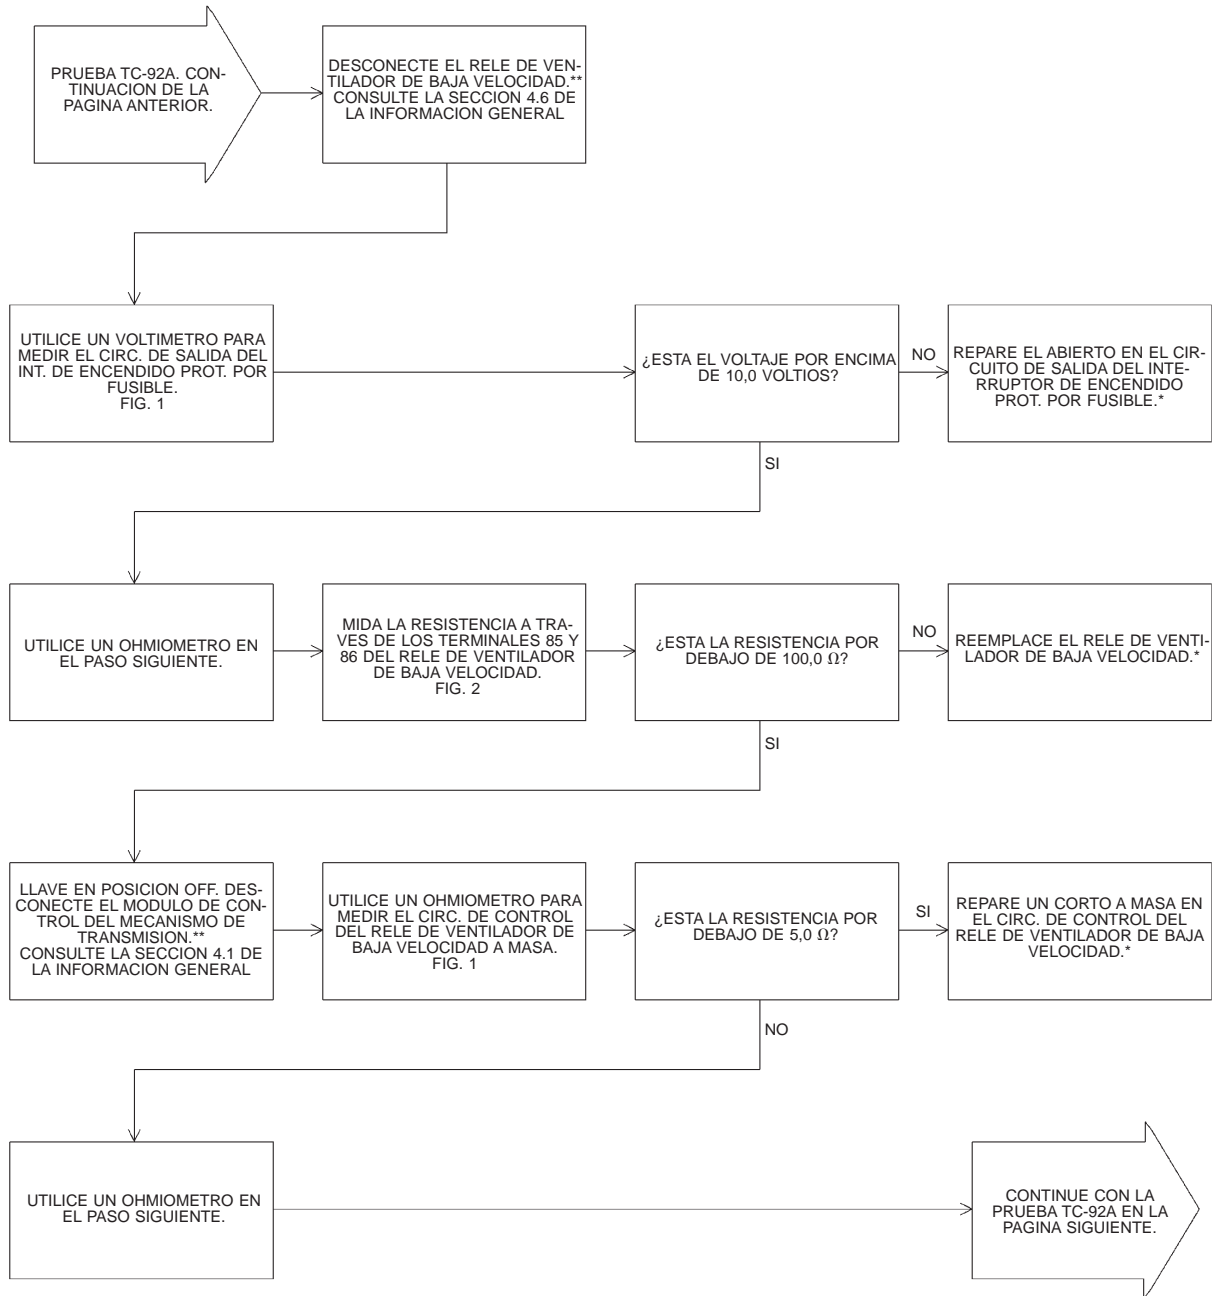 PRUEBA TC-92A. CON-
TINUACION DE LA
PAGINA ANTERIOR.
DESCONECTE EL RELE DE VEN-
TILADOR DE BAJA VELOCIDAD.**
CONSULTE LA SECCION 4.6 DE
LA INFORMACION GENERAL
UTILICE UN VOLTIMETRO PARA
MEDIR EL CIRC. DE SALIDA DEL
INT. DE ENCENDIDO PROT. POR
FUSIBLE.
FIG. 1
¿ESTA EL VOLTAJE POR ENCIMA
DE 10,0 VOLTIOS?
NO
REPARE EL ABIERTO EN EL CIR-
CUITO DE SALIDA DEL INTE-
RRUPTOR DE ENCENDIDO
PROT. POR FUSIBLE.*
SI
UTILICE UN OHMIOMETRO EN
EL PASO SIGUIENTE.
MIDA LA RESISTENCIA A TRA-
VES DE LOS TERMINALES 85 Y
86 DEL RELE DE VENTILADOR
DE BAJA VELOCIDAD.
FIG. 2
¿ESTA LA RESISTENCIA POR
DEBAJO DE 100,0 Ω?
NO
REEMPLACE EL RELE DE VENTI-
LADOR DE BAJA VELOCIDAD.*
SI
LLAVE EN POSICION OFF. DES-
CONECTE EL MODULO DE CON-
TROL DEL MECANISMO DE
TRANSMISION.**
CONSULTE LA SECCION 4.1 DE
LA INFORMACION GENERAL
UTILICE UN OHMIOMETRO PARA
MEDIR EL CIRC. DE CONTROL
DEL RELE DE VENTILADOR DE
BAJA VELOCIDAD A MASA.
FIG. 1
¿ESTA LA RESISTENCIA POR
DEBAJO DE 5,0 Ω?
SI
REPARE UN CORTO A MASA EN
EL CIRC. DE CONTROL DEL
RELE DE VENTILADOR DE BAJA
VELOCIDAD.*
NO
UTILICE UN OHMIOMETRO EN
EL PASO SIGUIENTE.
CONTINUE CON LA
PRUEBA TC-92A EN LA
PAGINA SIGUIENTE.